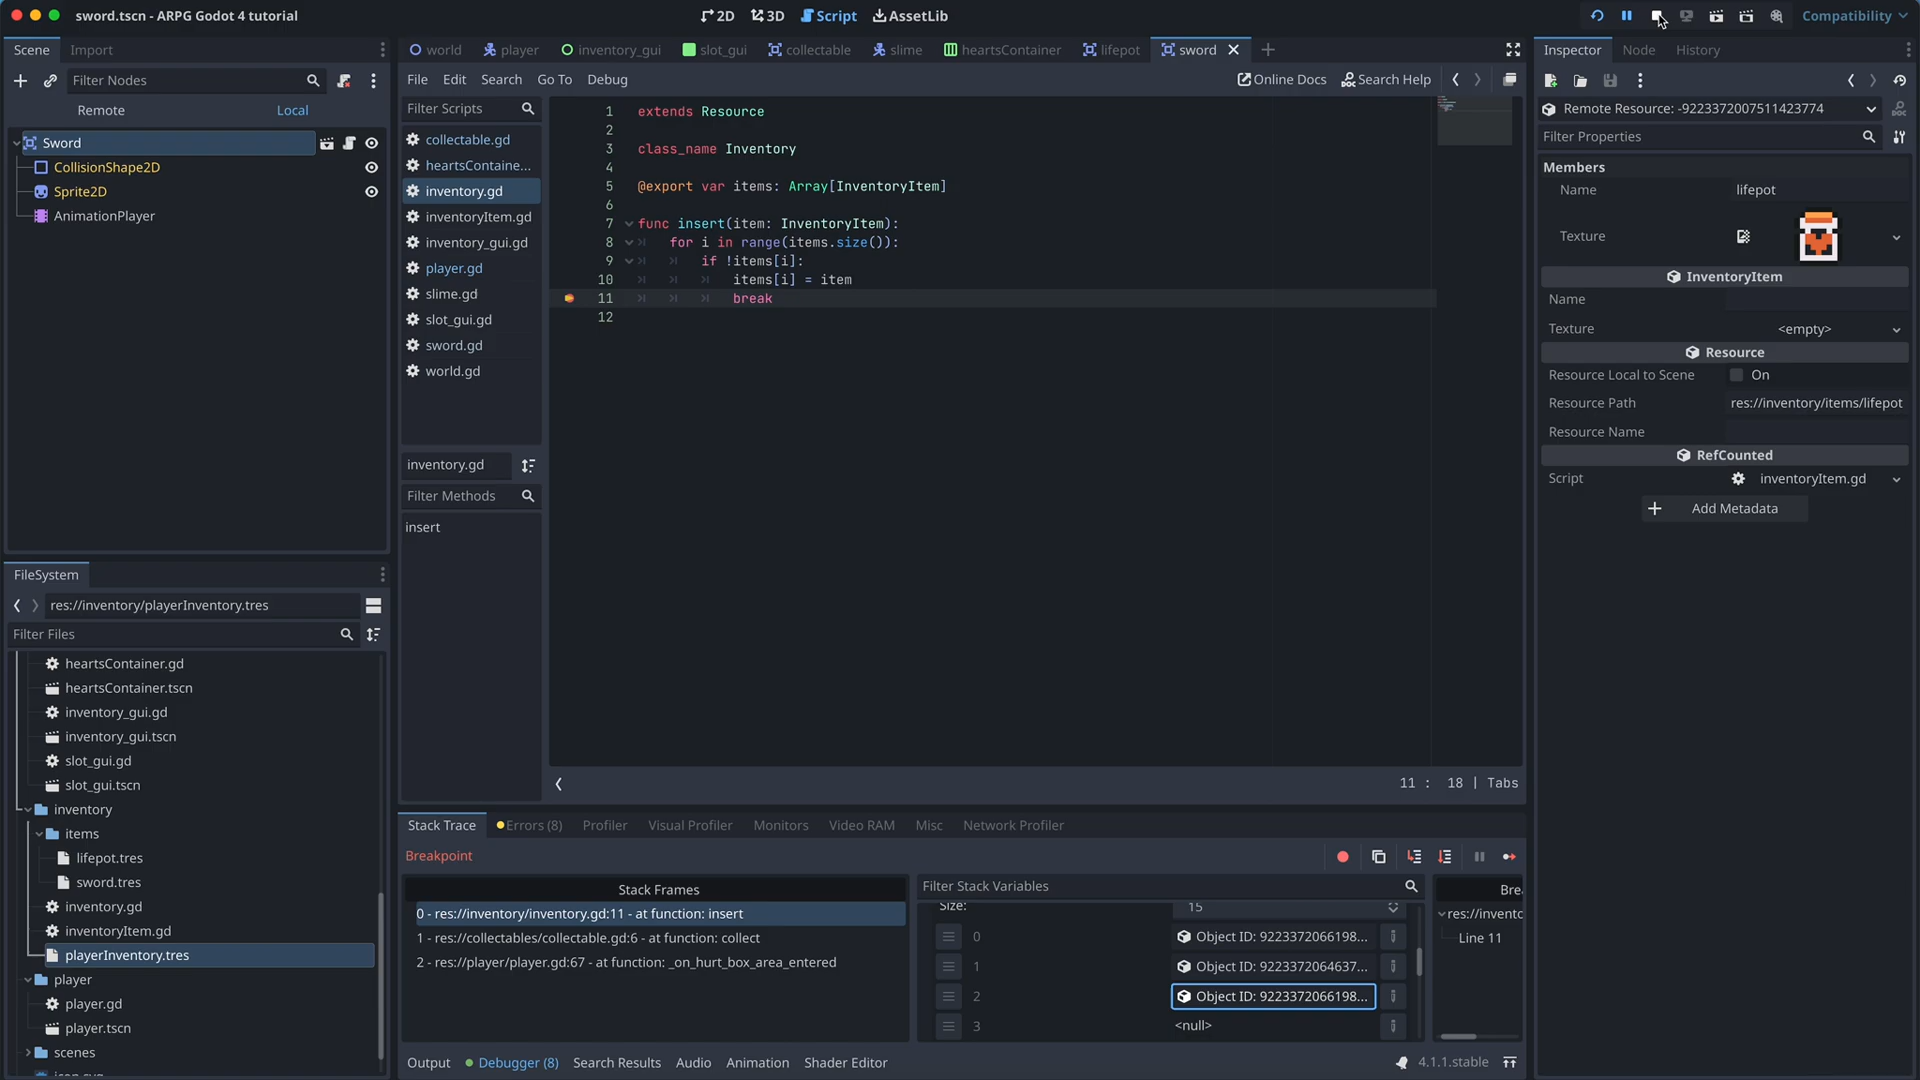 sword.tscn - ARPG Godot 4 tutorial
2D
3D
Script
AssetLib
Compatibility
Scene
Import
Filter Nodes
Remote
Local
Sword
CollisionShape2D
Sprite2D
AnimationPlayer
FileSystem
res://inventory/playerInventory.tres
Filter Files
heartsContainer.gd
heartsContainer.tscn
inventory_gui.gd
inventory_gui.tscn
slot_gui.gd
slot_gui.tscn
inventory
items
lifepot.tres
sword.tres
inventory.gd
inventoryItem.gd
playerInventory.tres
player
player.gd
player.tscn
scenes
world
player
inventory_gui
slot_gui
collectable
slime
heartsContainer
lifepot
sword
File
Edit
Search
Go To
Debug
Online Docs
Search Help
Filter Scripts
collectable.gd
heartsContaine...
inventory.gd
inventoryItem.gd
inventory_gui.gd
player.gd
slime.gd
slot_gui.gd
sword.gd
world.gd
inventory.gd
Filter Methods
insert
1 extends Resource
2
3 class_name Inventory
4
5 @export var items: Array[InventoryItem]
6
7 func insert(item: InventoryItem):
8 for i in range(items.size()):
9 if !items[i]:
10 items[i] = item
11 break
12
11 : 18 | Tabs
Stack Trace
Errors (8)
Profiler
Visual Profiler
Monitors
Video RAM
Misc
Network Profiler
Breakpoint
Stack Frames
0 - res://inventory/inventory.gd:11 - at function: insert
1 - res://collectables/collectable.gd:6 - at function: collect
2 - res://player/player.gd:67 - at function: _on_hurt_box_area_entered
Filter Stack Variables
Size: 15
0 Object ID: 9223372066198...
1 Object ID: 9223372064637...
2 Object ID: 9223372066198...
3 <null>
Bre
res://invento
Line 11
Output
Debugger (8)
Search Results
Audio
Animation
Shader Editor
4.1.1.stable
Inspector
Node
History
Remote Resource: -9223372007511423774
Filter Properties
Members
Name lifepot
Texture
InventoryItem
Name
Texture <empty>
Resource
Resource Local to Scene On
Resource Path res://inventory/items/lifepot
Resource Name
RefCounted
Script inventoryItem.gd
Add Metadata